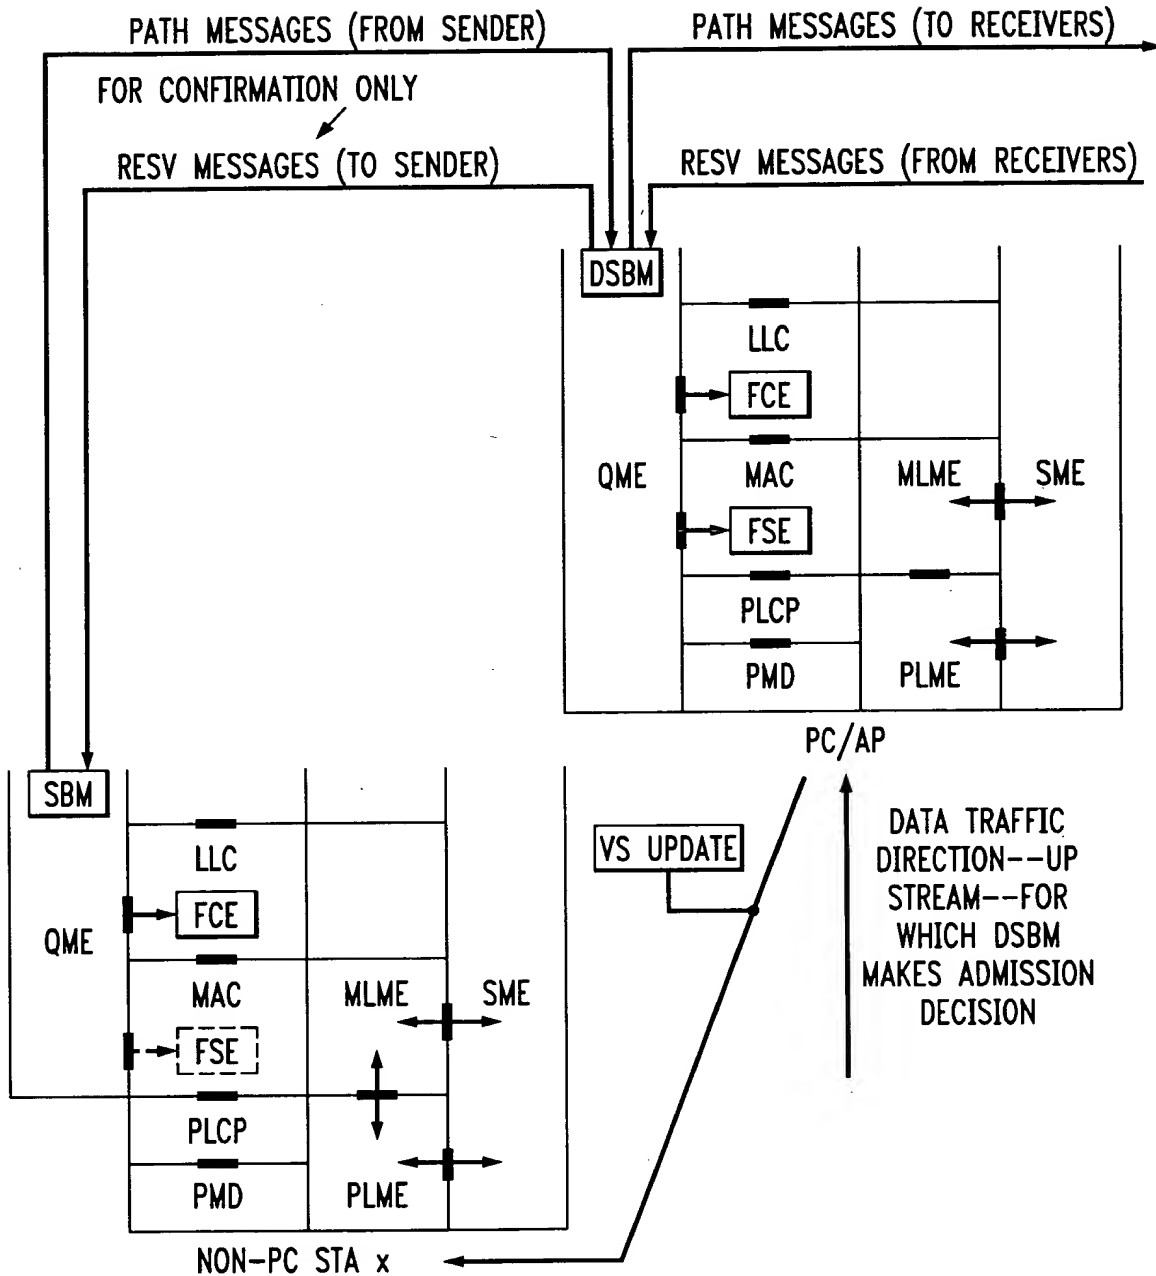 PATH MESSAGES (FROM SENDER)
PATH MESSAGES (TO RECEIVERS)
FOR CONFIRMATION ONLY
RESV MESSAGES (TO SENDER)
RESV MESSAGES (FROM RECEIVERS)
DSBM
LLC
FCE
QME
MAC
MLME
SME
FSE
PLCP
PMD
PLME
PC/AP
SBM
LLC
FCE
QME
MAC
MLME
SME
FSE
PLCP
PMD
PLME
NON-PC STA x
VS UPDATE
DATA TRAFFIC
DIRECTION--UP
STREAM--FOR
WHICH DSBM
MAKES ADMISSION
DECISION